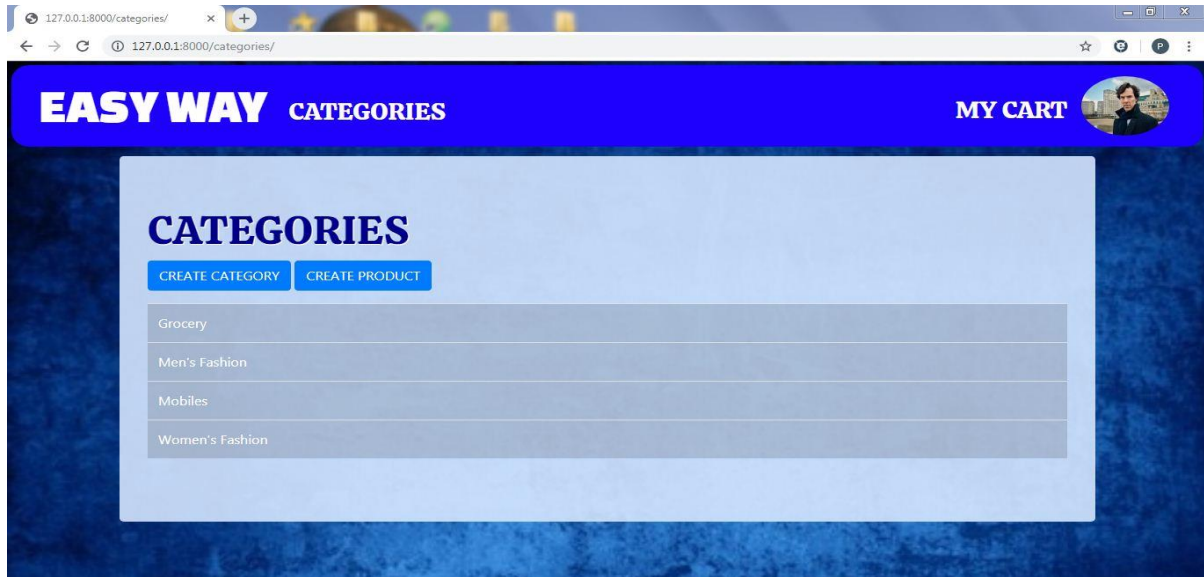 127.0.0.1:8000/categories/
127.0.0.1:8000/categories/
P
EASY WAY CATEGORIES MY CART
CATEGORIES
CREATE CATEGORY CREATE PRODUCT
Grocery
Men's Fashion
Mobiles
Women's Fashion